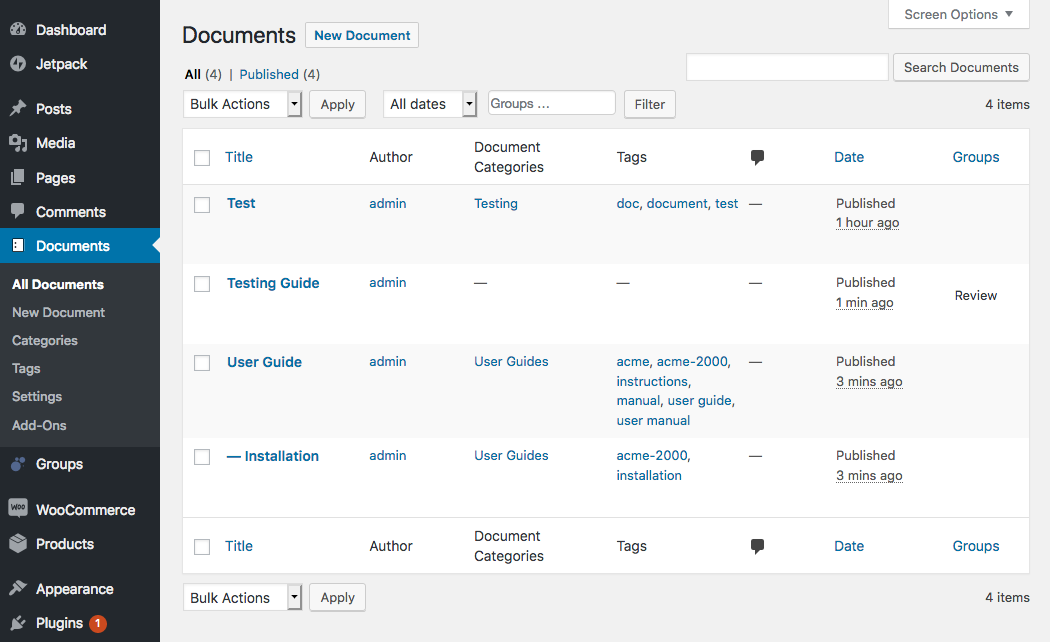 Dashboard
Jetpack
Posts
Media
Pages
Comments
Documents
All Documents
New Document
Categories
Tags
Settings
Add-Ons
Groups
WOO WooCommerce
Products
Appearance
Plugins 1
Screen Options ▼
Documents New Document
All (4) | Published (4)
Search Documents
Bulk Actions Apply All dates Groups ... Filter 4 items
Title Author Document Categories Tags Date Groups
Test admin Testing doc, document, test — Published
1 hour ago
Testing Guide admin — — — Published
1 min ago
Review
User Guide admin User Guides acme, acme-2000, — Published
instructions, 3 mins ago
manual, user guide,
user manual
— Installation admin User Guides acme-2000, — Published
installation 3 mins ago
Title Author Document Categories Tags Date Groups
Bulk Actions Apply 4 items